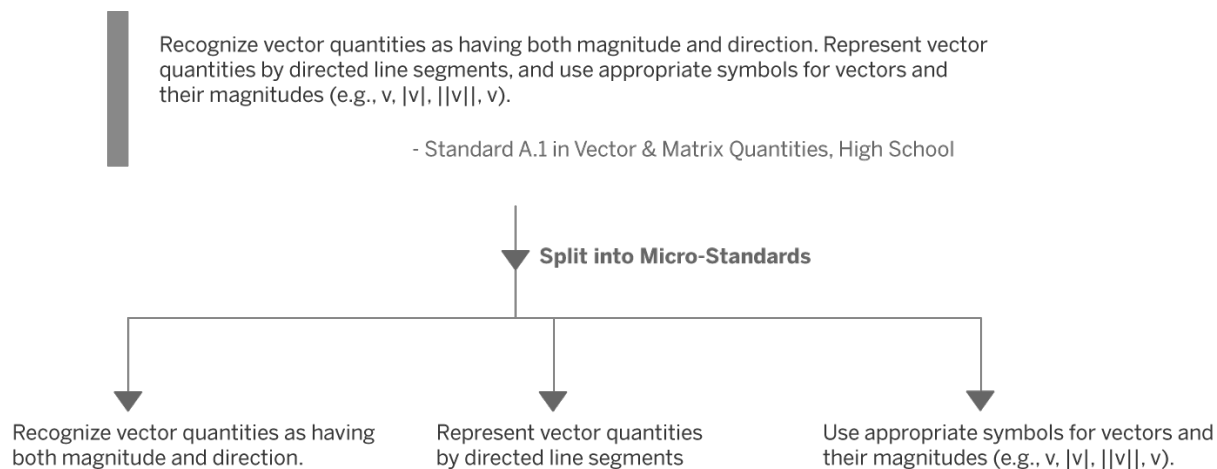 Recognize vector quantities as having both magnitude and direction. Represent vector
quantities by directed line segments, and use appropriate symbols for vectors and
their magnitudes (e.g., v, |v|, ||v||, v).
- Standard A.1 in Vector & Matrix Quantities, High School
Split into Micro-Standards
Recognize vector quantities as having
both magnitude and direction.
Represent vector quantities
by directed line segments
Use appropriate symbols for vectors and
their magnitudes (e.g., v, |v|, ||v||, v).